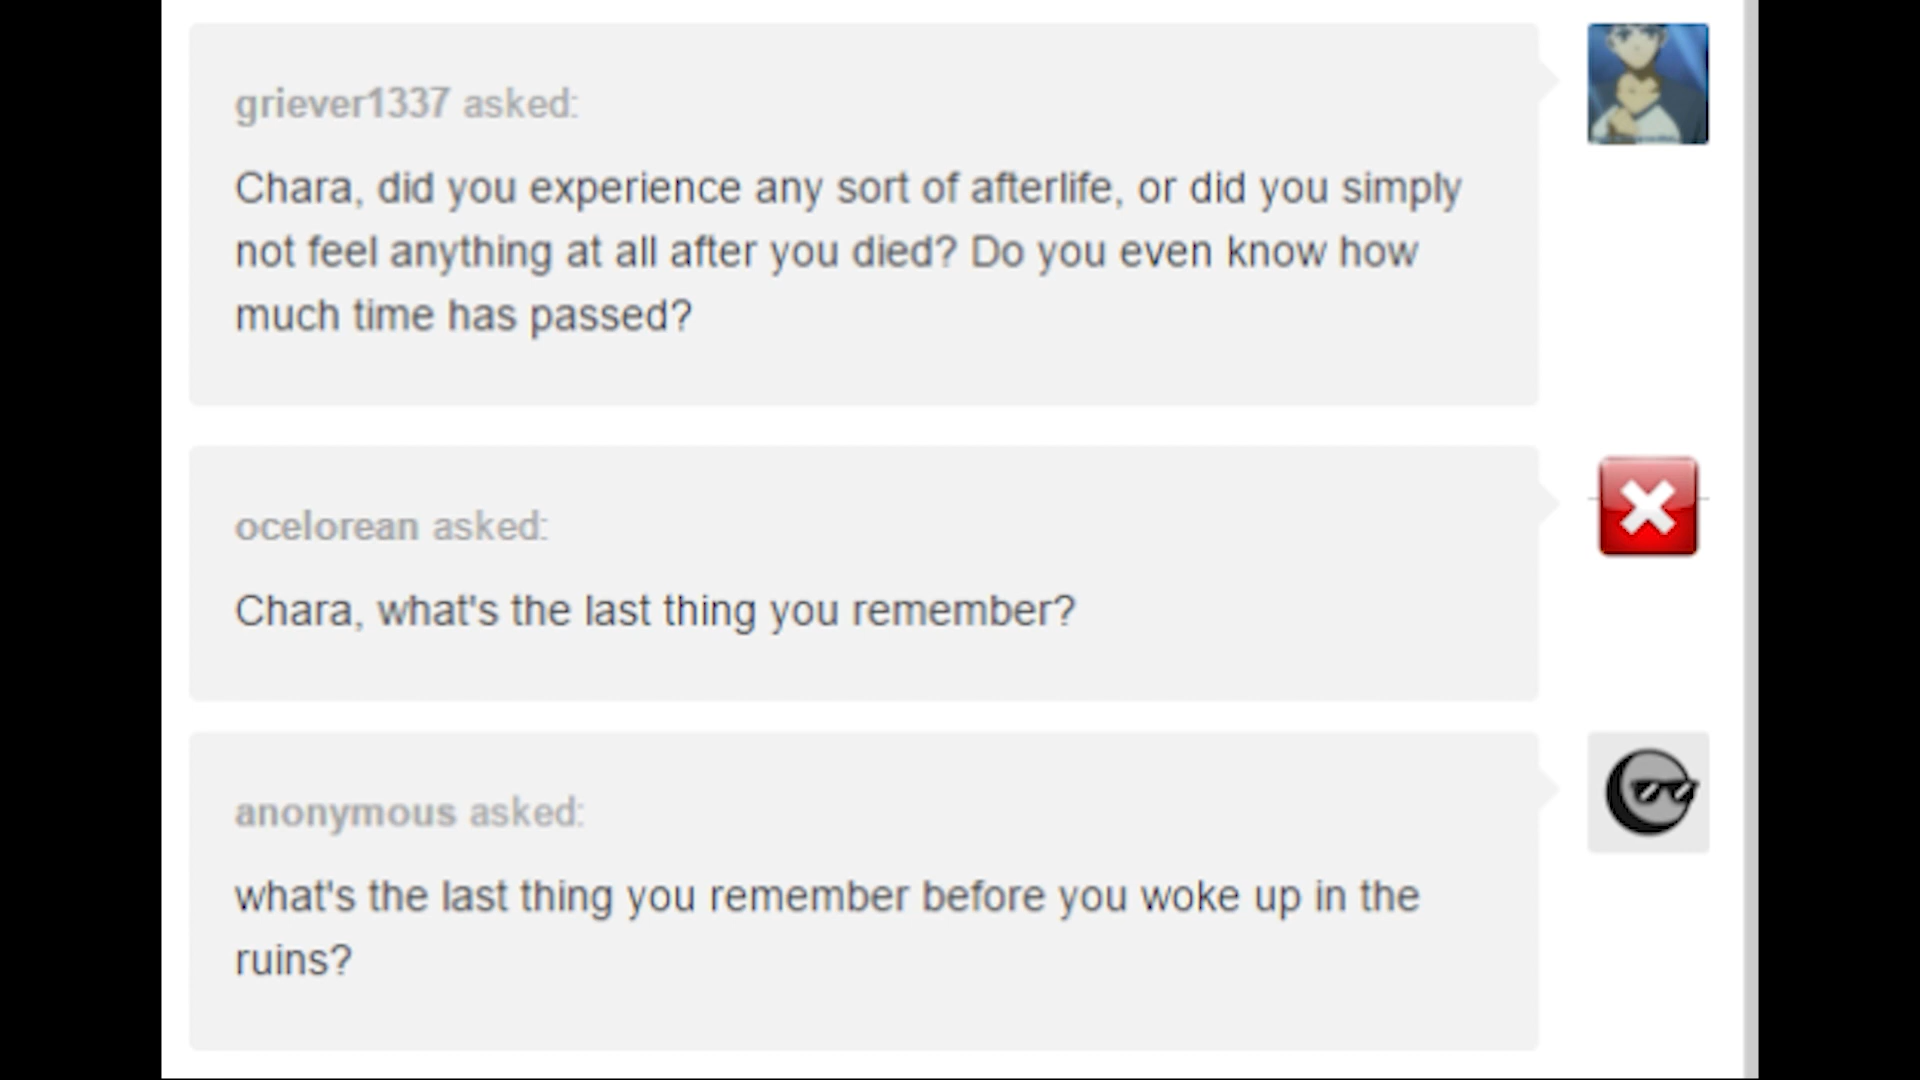 griever1337 asked:
Chara, did you experience any sort of afterlife, or did you simply
not feel anything at all after you died? Do you even know how
much time has passed?
ocelorean asked:
Chara, what's the last thing you remember?
anonymous asked:
what's the last thing you remember before you woke up in the
ruins?